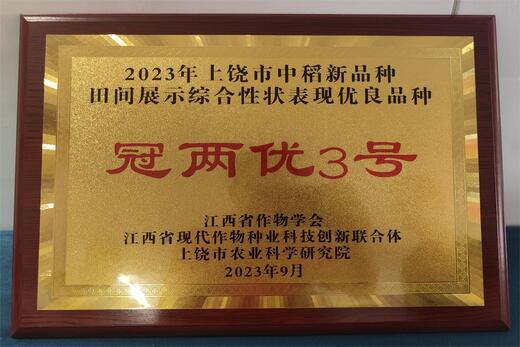 2023年上饶市中稻新品种
田间展示综合性状表现优良品种
冠两优3号
江西省作物学会
江西省现代作物种业科技创新联合体
上饶市农业科学研究院
2023年9月